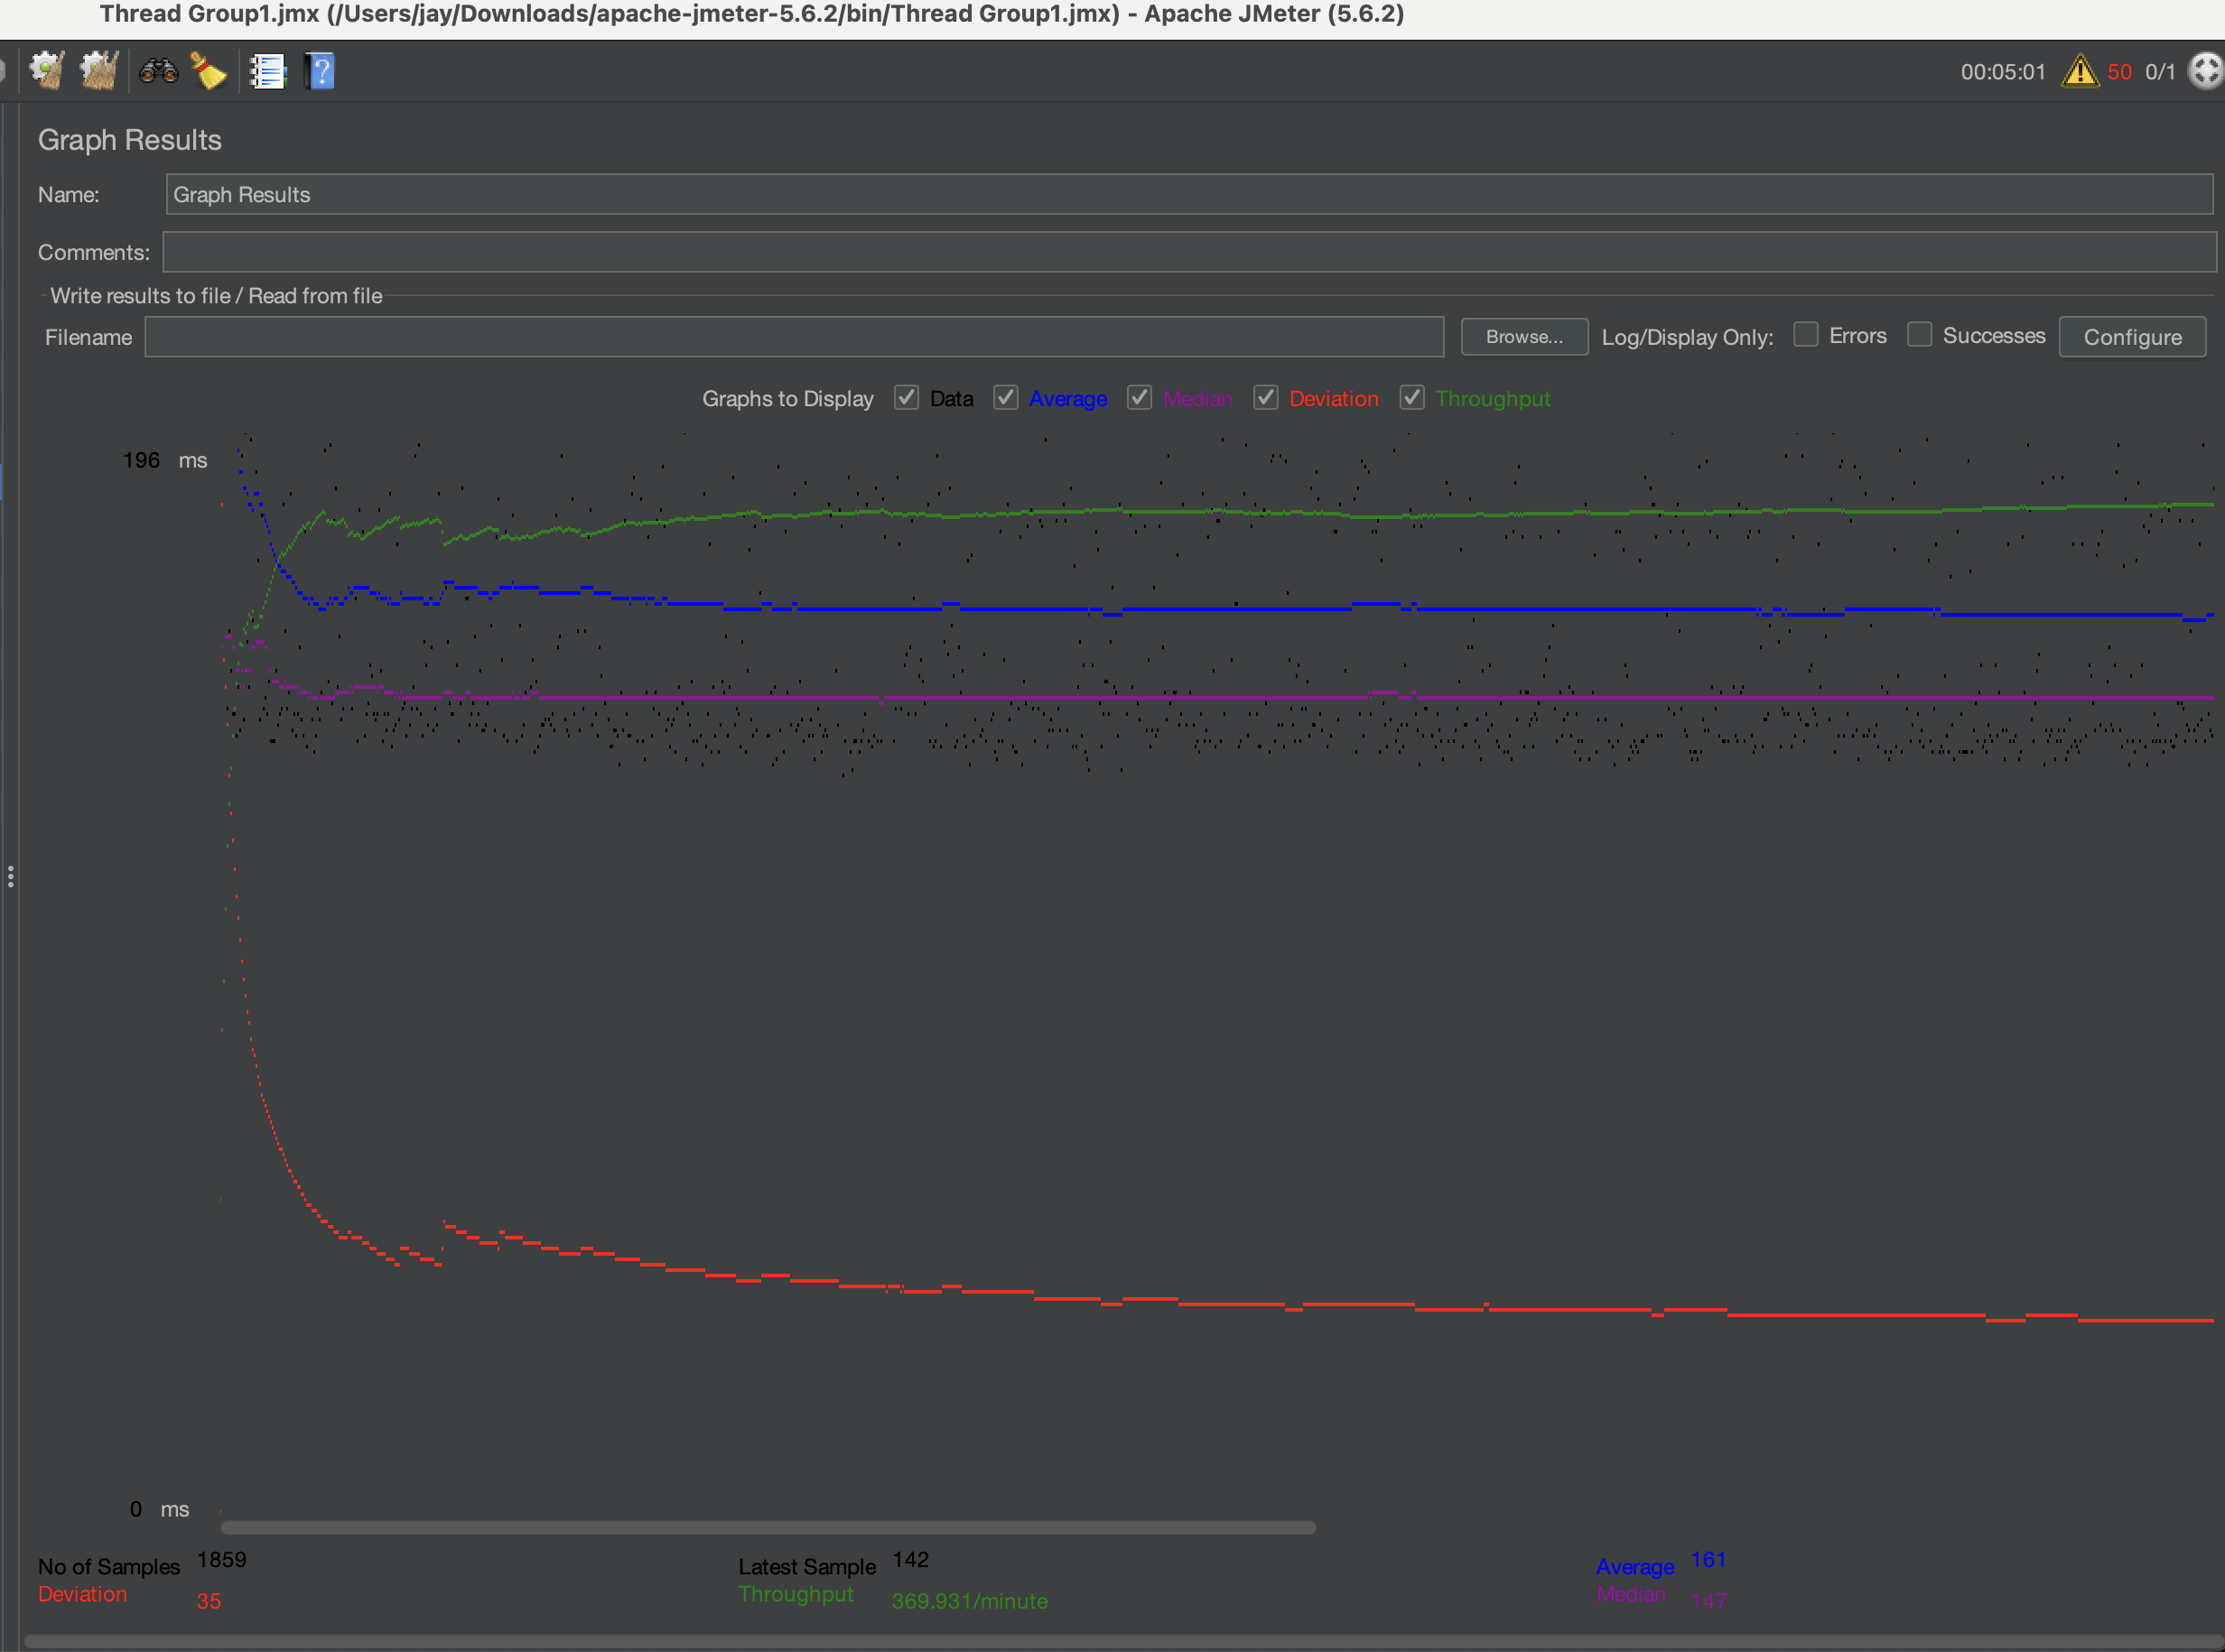 Thread Group1.jmx (/Users/jay/Downloads/apache-jmeter-5.6.2/bin/Thread Group1.jmx) - Apache JMeter (5.6.2)
00:05:01 50 0/1
Graph Results
Name: Graph Results
Comments:
Write results to file / Read from file
Filename Browse... Log/Display Only: Errors Successes Configure
Graphs to Display Data Average Median Deviation Throughput
196 ms
0 ms
No of Samples 1859 Latest Sample 142 Average 161
Deviation 35 Throughput 369.931/minute Median 147